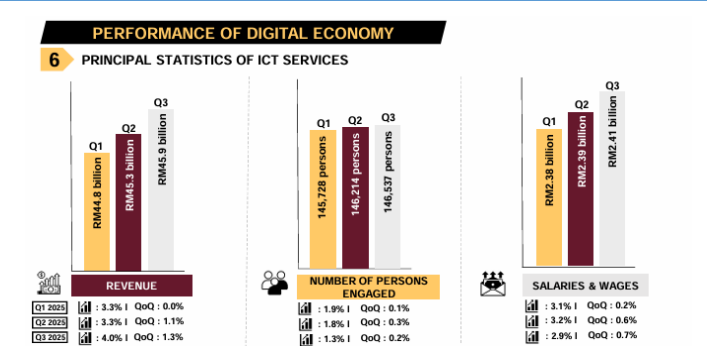 PERFORMANCE OF DIGITAL ECONOMY
6 PRINCIPAL STATISTICS OF ICT SERVICES
Q1
Q2
Q3
RM44.8 billion
RM45.3 billion
RM45.9 billion
REVENUE
Q1 2025 : 3.3% I QoQ : 0.0%
Q2 2025 : 3.3% I QoQ : 1.1%
Q3 2025 : 4.0% I QoQ : 1.3%
Q1
Q2
Q3
145,728 persons
146,214 persons
146,537 persons
NUMBER OF PERSONS
ENGAGED
: 1.9% I QoQ : 0.1%
: 1.8% I QoQ : 0.3%
: 1.3% I QoQ : 0.2%
Q1
Q2
Q3
RM2.38 billion
RM2.39 billion
RM2.41 billion
SALARIES & WAGES
: 3.1% I QoQ : 0.2%
: 3.2% I QoQ : 0.6%
: 2.9% I QoQ : 0.7%